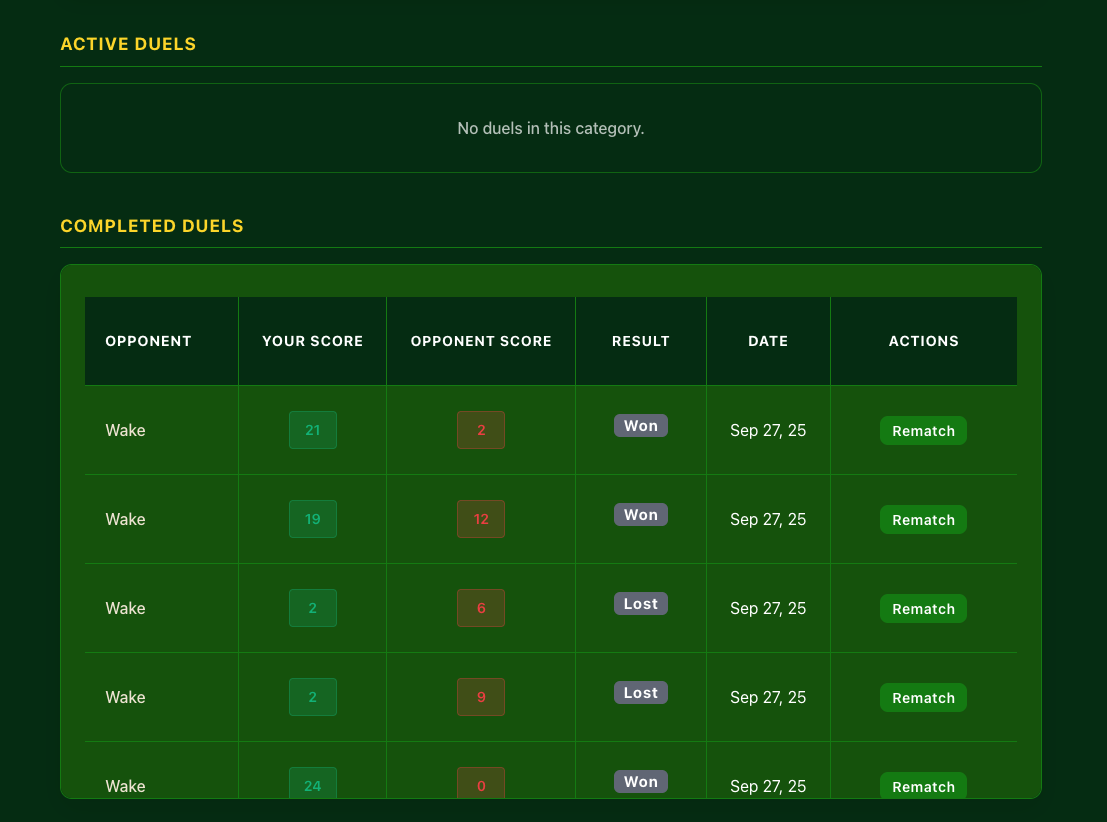 ACTIVE DUELS
No duels in this category.
COMPLETED DUELS
OPPONENT YOUR SCORE OPPONENT SCORE RESULT DATE ACTIONS
Wake 21 2 Won Sep 27, 25 Rematch
Wake 19 12 Won Sep 27, 25 Rematch
Wake 2 6 Lost Sep 27, 25 Rematch
Wake 2 9 Lost Sep 27, 25 Rematch
Wake 24 0 Won Sep 27, 25 Rematch